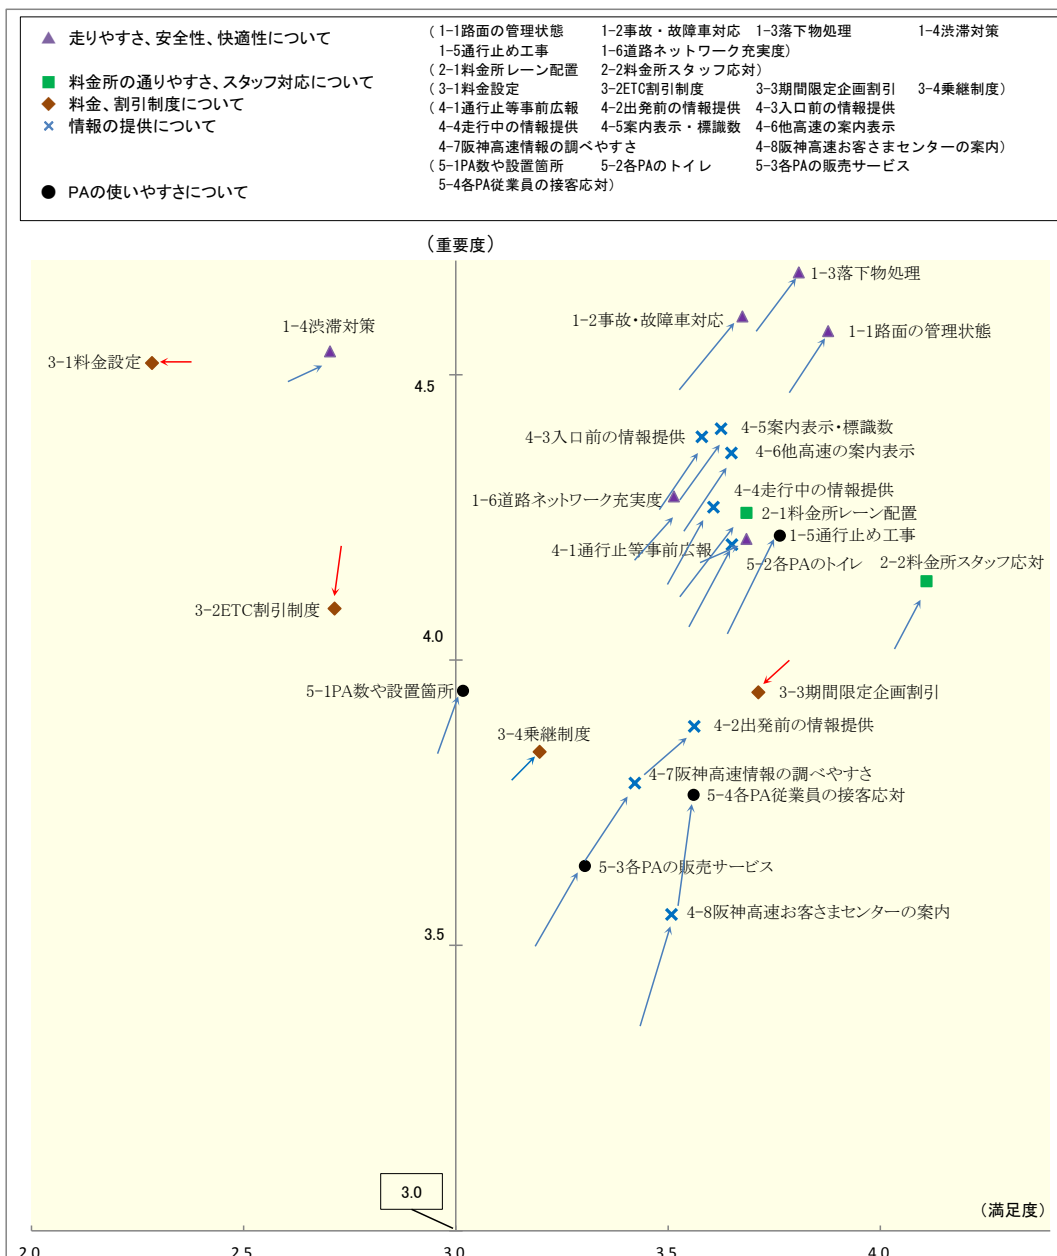 走りやすさ、安全性、快適性について
(1-1路面の管理状態 1-2事故・故障車対応 1-3落下物処理 1-4渋滞対策
1-5通行止め工事 1-6道路ネットワーク充実度)
料金所の通りやすさ、スタッフ対応について
(2-1料金所レーン配置 2-2料金所スタッフ応対)
料金、割引制度について
(3-1料金設定 3-2ETC割引制度 3-3期間限定企画割引 3-4乗継制度)
情報の提供について
(4-1通行止等事前広報 4-2出発前の情報提供 4-3入口前の情報提供
4-4走行中の情報提供 4-5案内表示・標識数 4-6他高速の案内表示
4-7阪神高速情報の調べやすさ 4-8阪神高速お客さまセンターの案内)
PAの使いやすさについて
(5-1PA数や設置箇所 5-2各PAのトイレ 5-3各PAの販売サービス
5-4各PA従業員の接客応対)
(重要度)
1-3落下物処理
1-2事故・故障車対応
1-4渋滞対策
1-1路面の管理状態
3-1料金設定
4.5
4-5案内表示・標識数
4-3入口前の情報提供
4-6他高速の案内表示
4-4走行中の情報提供
1-6道路ネットワーク充実度
2-1料金所レーン配置
1-5通行止め工事
4-1通行止等事前広報
5-2各PAのトイレ
2-2料金所スタッフ応対
3-2ETC割引制度
4.0
5-1PA数や設置箇所
3-3期間限定企画割引
4-2出発前の情報提供
3-4乗継制度
4-7阪神高速情報の調べやすさ
5-4各PA従業員の接客応対
5-3各PAの販売サービス
4-8阪神高速お客さまセンターの案内
3.5
3.0
(満足度)
2.0 2.5 3.0 3.5 4.0